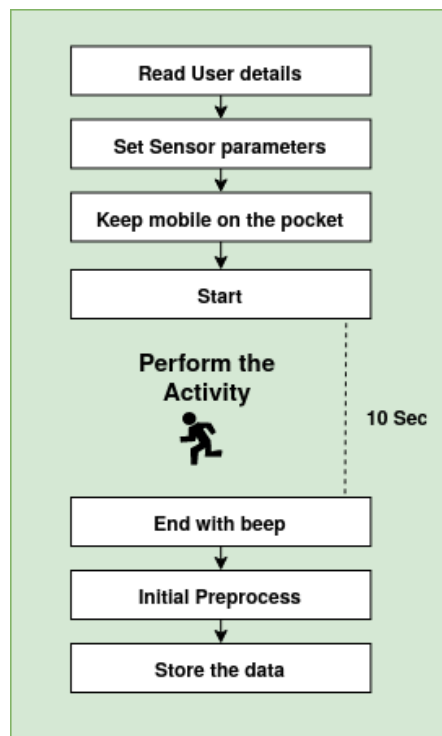 Read User details
Set Sensor parameters
Keep mobile on the pocket
Start
Perform the
Activity
10 Sec
End with beep
Initial Preprocess
Store the data